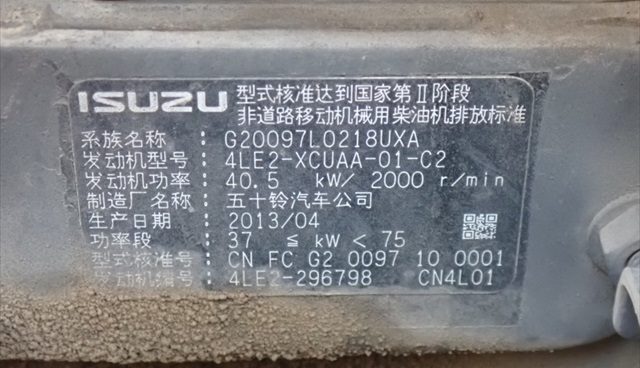 ISUZU 型式核准达到国家第Ⅱ阶段
非道路移动机械用柴油机排放标准
系族名称 : G20097L0218UXA
发动机型号 : 4LE2-XCUAA-01-C2
发动机功率 : 40.5 kW/ 2000 r/min
制造厂名称 : 五十铃汽车公司
生产日期 : 2013/04
功率段 : 37 ≦ kW < 75
型式核准号 : CN FC G2 0097 10 0001
发动机编号 : 4LE2-296798 CN4L01